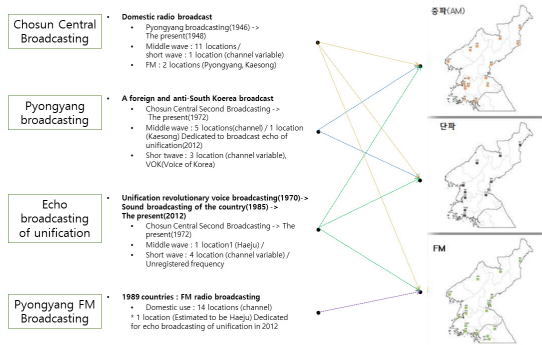 Chosun Central
Broadcasting
• Domestic radio broadcast
• Pyongyang broadcasting(1946) ->
The present(1948)
• Middle wave : 11 locations /
short wave : 1 location (channel variable)
• FM : 2 locations (Pyongyang, Kaesong)
Pyongyang
broadcasting
• A foreign and anti-South Koerea broadcast
• Chosun Central Second Broadcasting ->
The present(1972)
• Middle wave : 5 locations(channel) / 1 location
(Kaesong) Dedicated to broadcast echo of
unification(2012)
• Shor twave : 3 location (channel variable),
VOK(Voice of Korea)
Echo
broadcasting
of unification
• Unification revolutionary voice broadcasting(1970)->
Sound broadcasting of the country(1985) ->
The present(2012)
• Chosun Central Second Broadcasting -> The
present(1972)
• Middle wave : 1 location1 (Haeju) /
• Short wave : 4 location (channel variable) /
Unregistered frequency
Pyongyang FM
Broadcasting
• 1989 countries : FM radio broadcasting
• Domestic use : 14 locations (channel)
* 1 location (Estimated to be Haeju) Dedicated
for echo broadcasting of unification in 2012
중파(AM)
단파
FM